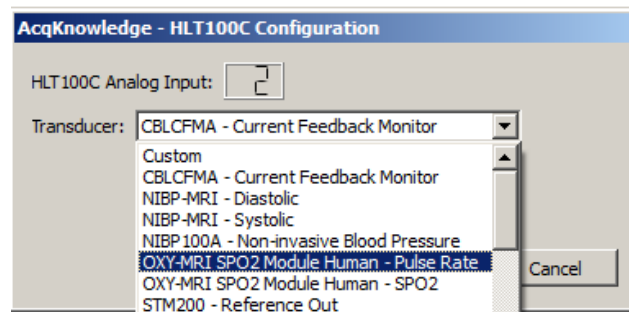 AcqKnowledge - HLT100C Configuration
HLT100C Analog Input: 2
Transducer: CBLCFMA - Current Feedback Monitor
Custom
CBLCFMA - Current Feedback Monitor
NIBP-MRI - Diastolic
NIBP-MRI - Systolic
NIBP100A - Non-invasive Blood Pressure
OXY-MRI SPO2 Module Human - Pulse Rate
Cancel
OXY-MRI SPO2 Module Human - SPO2
STM200 - Reference Out